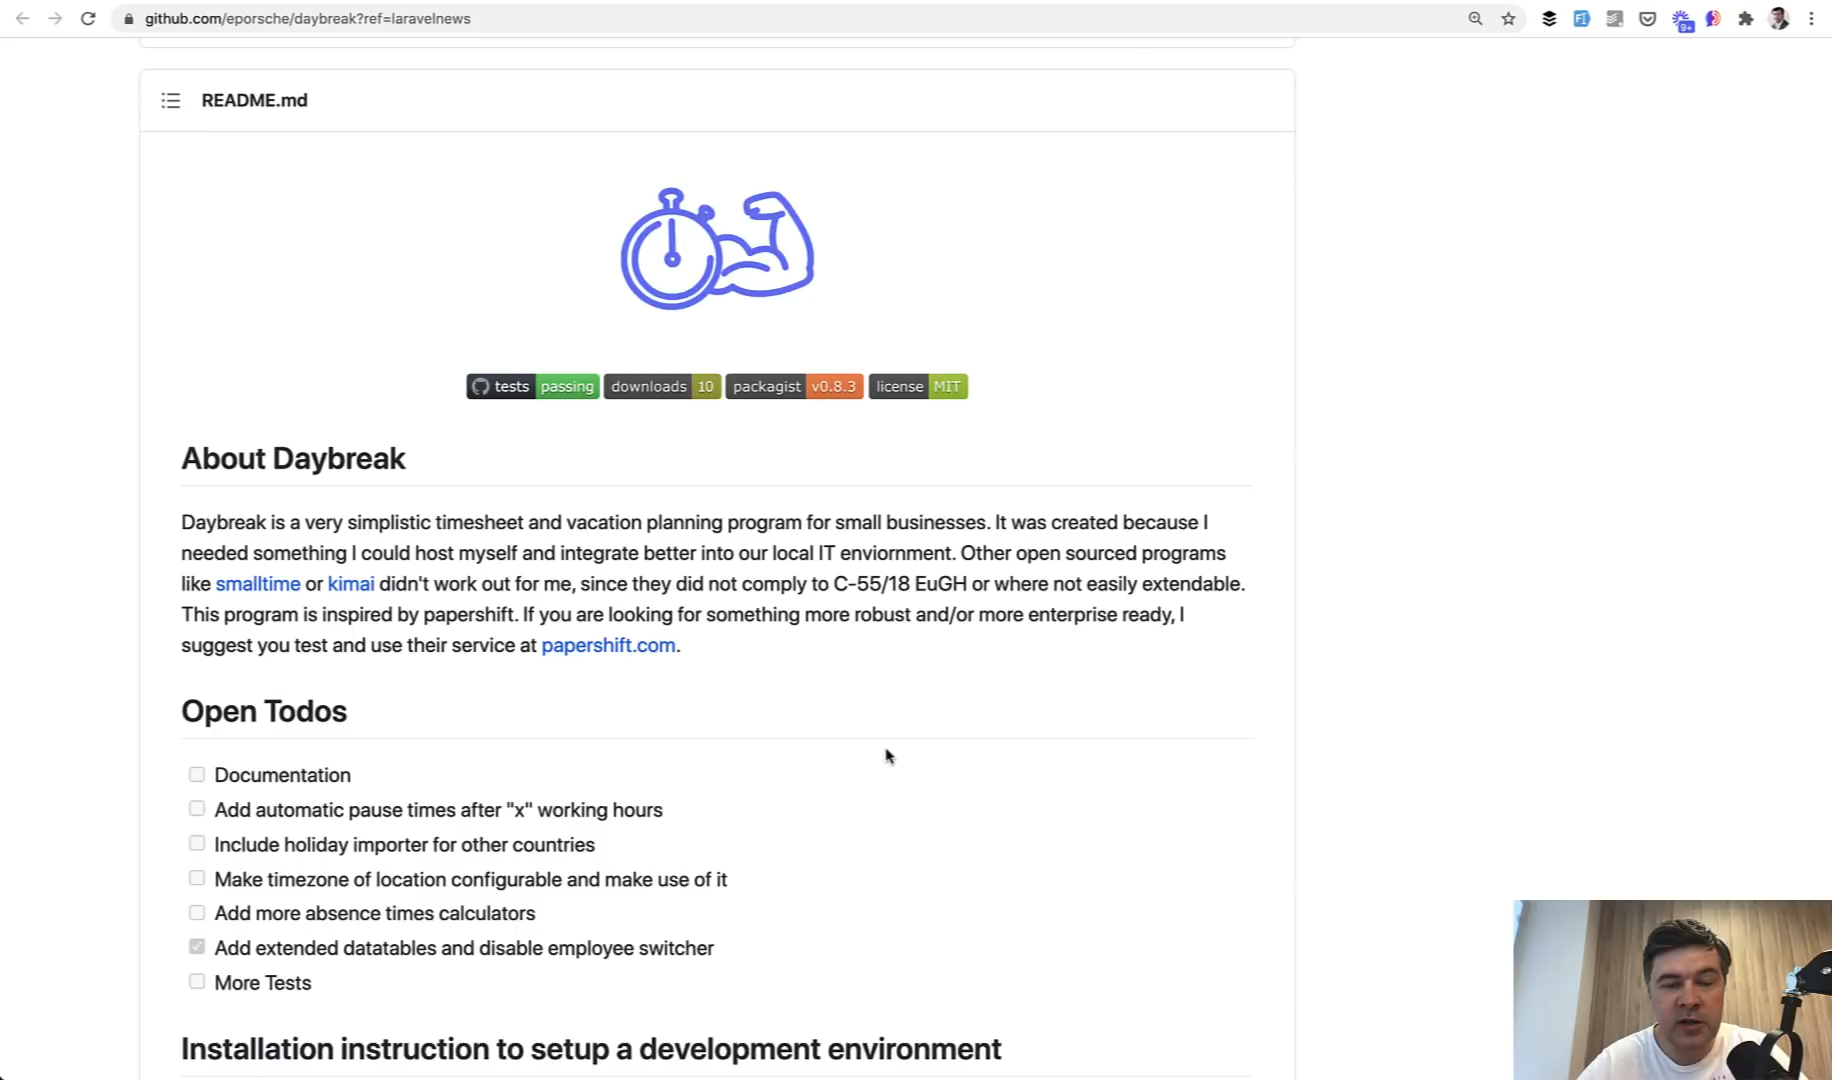 github.com/eporsche/daybreak?ref=laravelnews
FI
9+
README.md
tests passing downloads 10 packagist v0.8.3 license MIT
About Daybreak
Daybreak is a very simplistic timesheet and vacation planning program for small businesses. It was created because I
needed something I could host myself and integrate better into our local IT enviornment. Other open sourced programs
like smalltime or kimai didn't work out for me, since they did not comply to C-55/18 EuGH or where not easily extendable.
This program is inspired by papershift. If you are looking for something more robust and/or more enterprise ready, I
suggest you test and use their service at papershift.com.
Open Todos
Documentation
Add automatic pause times after "x" working hours
Include holiday importer for other countries
Make timezone of location configurable and make use of it
Add more absence times calculators
Add extended datatables and disable employee switcher
More Tests
Installation instruction to setup a development environment